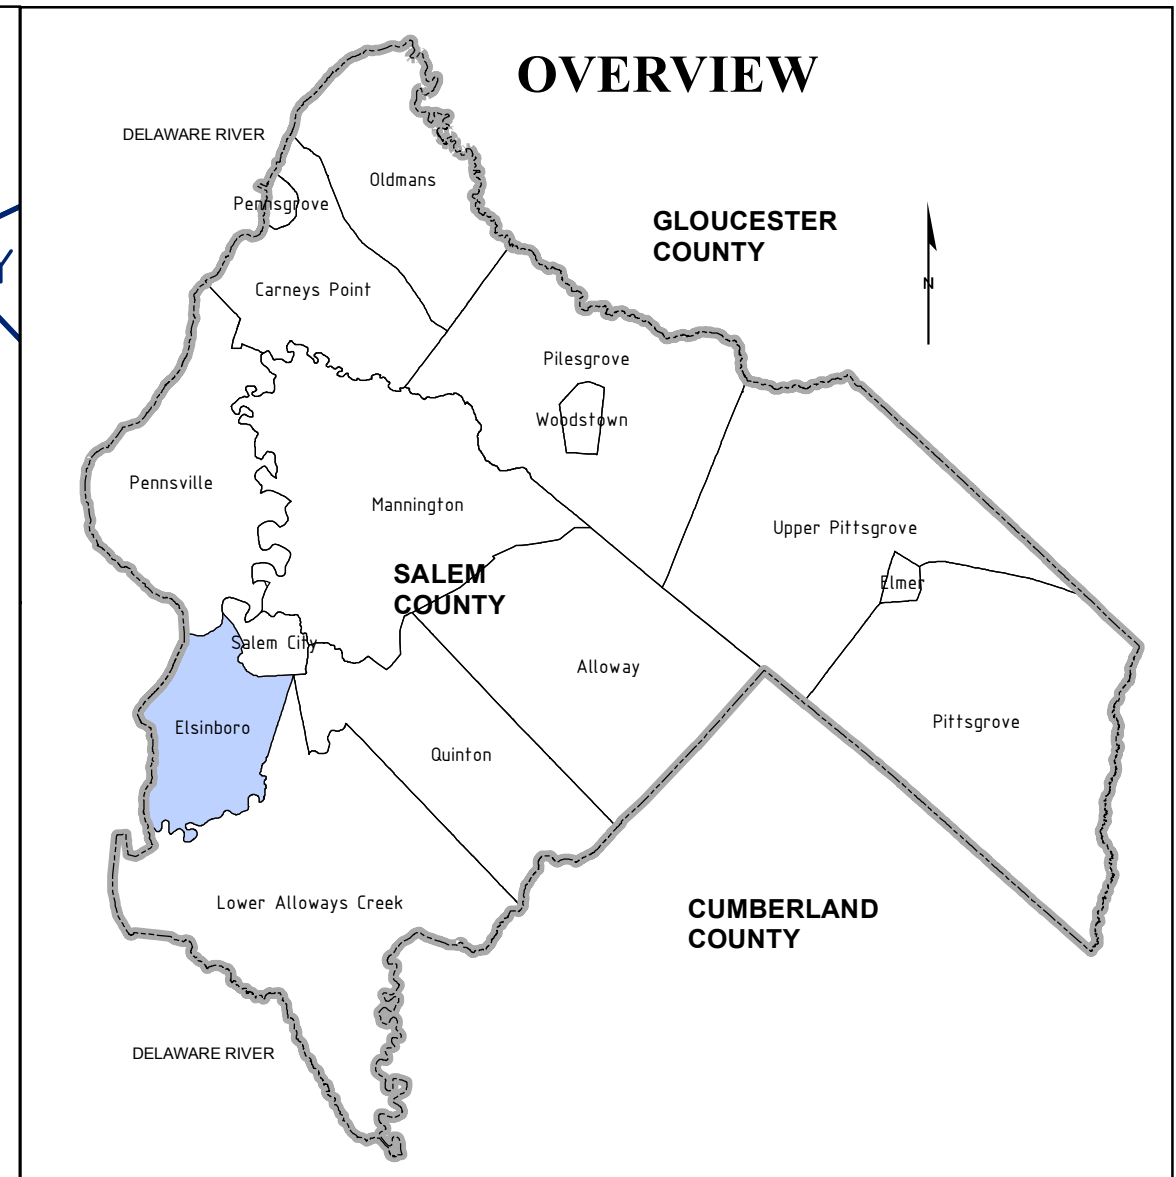 OVERVIEW
DELAWARE RIVER
Oldmans
Pennsgrove
GLOUCESTER
COUNTY
Y
N
Carneys Point
Pilesgrove
Woodstown
Pennsville
Mannington
Upper Pittsgrove
SALEM
COUNTY
Elmer
Salem City
Alloway
Elsinboro
Pittsgrove
Quinton
Lower Alloways Creek
CUMBERLAND
COUNTY
DELAWARE RIVER